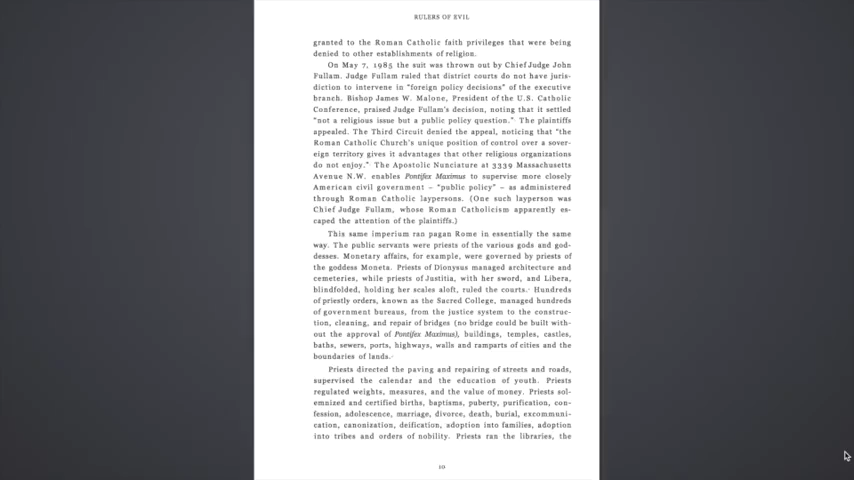 RULERS OF EVIL
granted to the Roman Catholic faith privileges that were being
denied to other establishments of religion.
On May 7, 1985 the suit was thrown out by Chief Judge John
Fullam. Judge Fullam ruled that district courts do not have juris-
diction to intervene in "foreign policy decisions" of the executive
branch. Bishop James W. Malone, President of the U.S. Catholic
Conference, praised Judge Fullam's decision, noting that it settled
"not a religious issue but a public policy question." The plaintiffs
appealed. The Third Circuit denied the appeal, noticing that "the
Roman Catholic Church's unique position of control over a sover-
eign territory gives it advantages that other religious organizations
do not enjoy." The Apostolic Nunciature at 3339 Massachusetts
Avenue N.W. enables Pontifex Maximus to supervise more closely
American civil government – "public policy" – as administered
through Roman Catholic laypersons. (One such layperson was
Chief Judge Fullam, whose Roman Catholicism apparently es-
caped the attention of the plaintiffs.)
This same imperium ran pagan Rome in essentially the same
way. The public servants were priests of the various gods and god-
desses. Monetary affairs, for example, were governed by priests of
the goddess Moneta. Priests of Dionysus managed architecture and
cemeteries, while priests of Justitia, with her sword, and Libera,
blindfolded, holding her scales aloft, ruled the courts. Hundreds
of priestly orders, known as the Sacred College, managed hundreds
of government bureaus, from the justice system to the construc-
tion, cleaning, and repair of bridges (no bridge could be built with-
out the approval of Pontifex Maximus), buildings, temples, castles,
baths, sewers, ports, highways, walls and ramparts of cities and the
boundaries of lands.
Priests directed the paving and repairing of streets and roads,
supervised the calendar and the education of youth. Priests
regulated weights, measures, and the value of money. Priests sol-
emnized and certified births, baptisms, puberty, purification, con-
fession, adolescence, marriage, divorce, death, burial, excommuni-
cation, canonization, deification, adoption into families, adoption
into tribes and orders of nobility. Priests ran the libraries, the
10